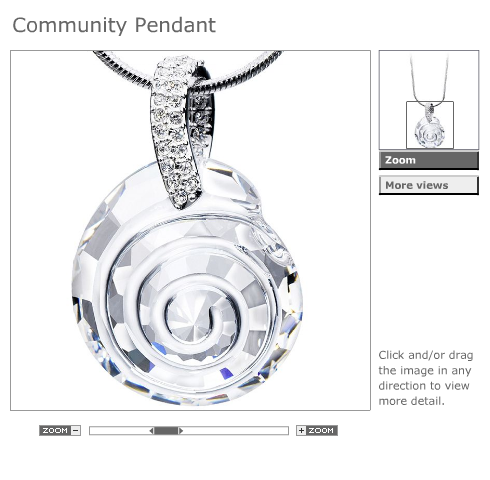 Community Pendant
Zoom
More views
Click and/or drag
the image in any
direction to view
more detail.
ZOOM −
+ ZOOM